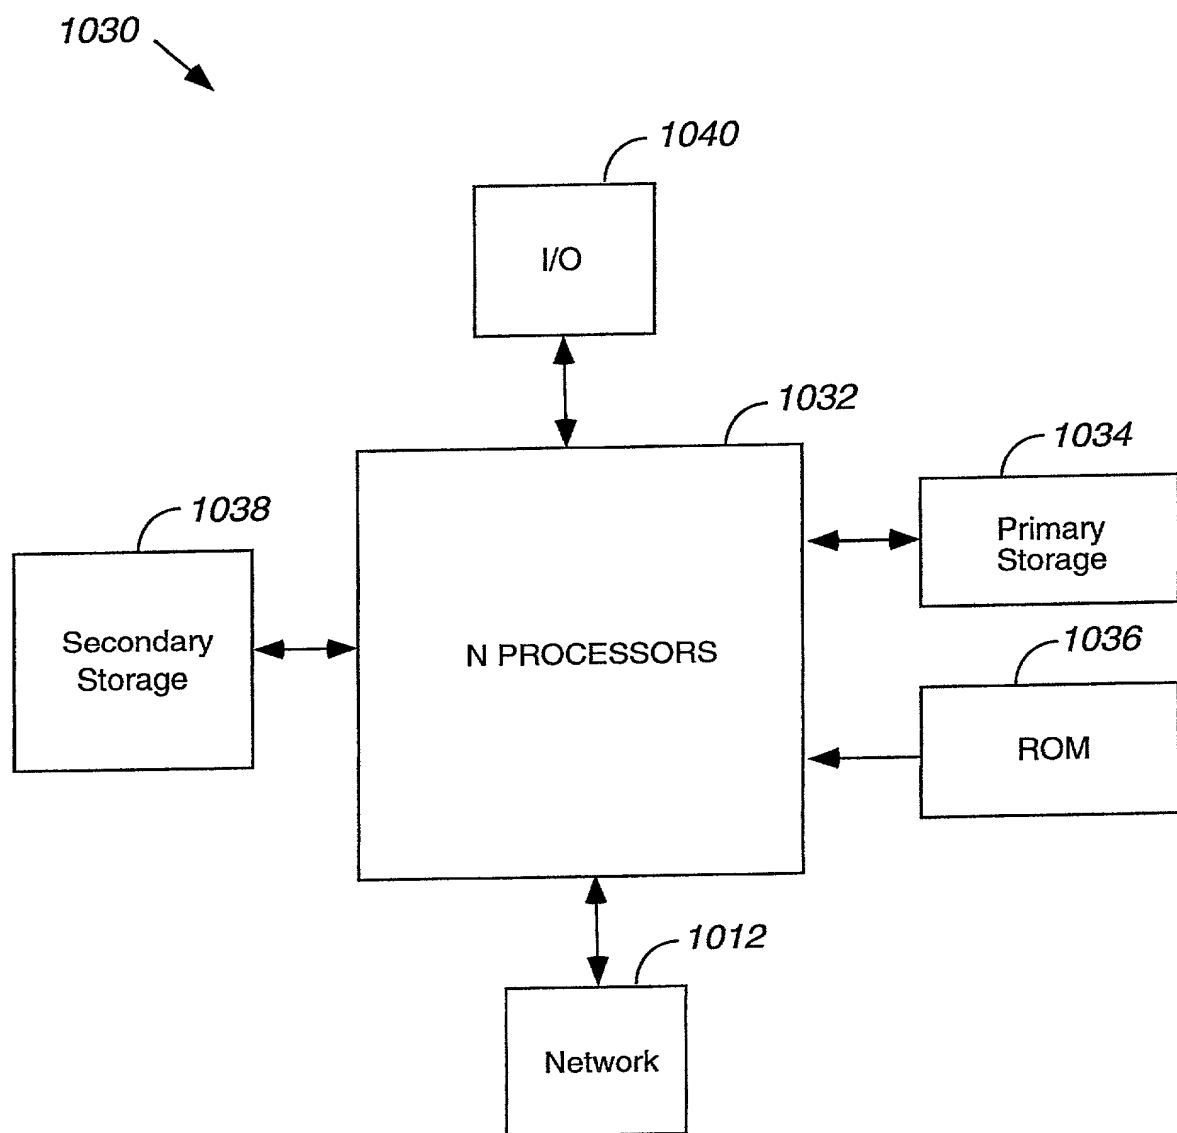 1030
1040
I/O
1032
1034
Primary
Storage
1038
Secondary
Storage
N PROCESSORS
1036
ROM
1012
Network